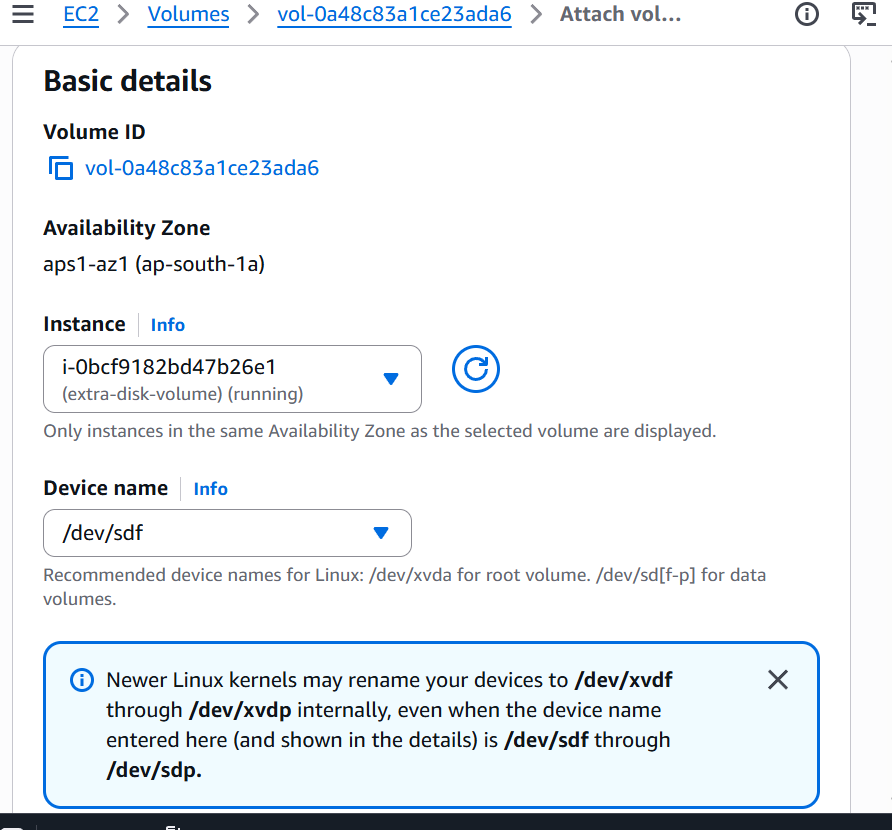 EC2 > Volumes > vol-0a48c83a1ce23ada6 > Attach vol...
Basic details
Volume ID
vol-0a48c83a1ce23ada6
Availability Zone
aps1-az1 (ap-south-1a)
Instance | Info
i-0bcf9182bd47b26e1
(extra-disk-volume) (running)
Only instances in the same Availability Zone as the selected volume are displayed.
Device name | Info
/dev/sdf
Recommended device names for Linux: /dev/xvda for root volume. /dev/sd[f-p] for data
volumes.
Newer Linux kernels may rename your devices to /dev/xvdf
through /dev/xvdp internally, even when the device name
entered here (and shown in the details) is /dev/sdf through
/dev/sdp.